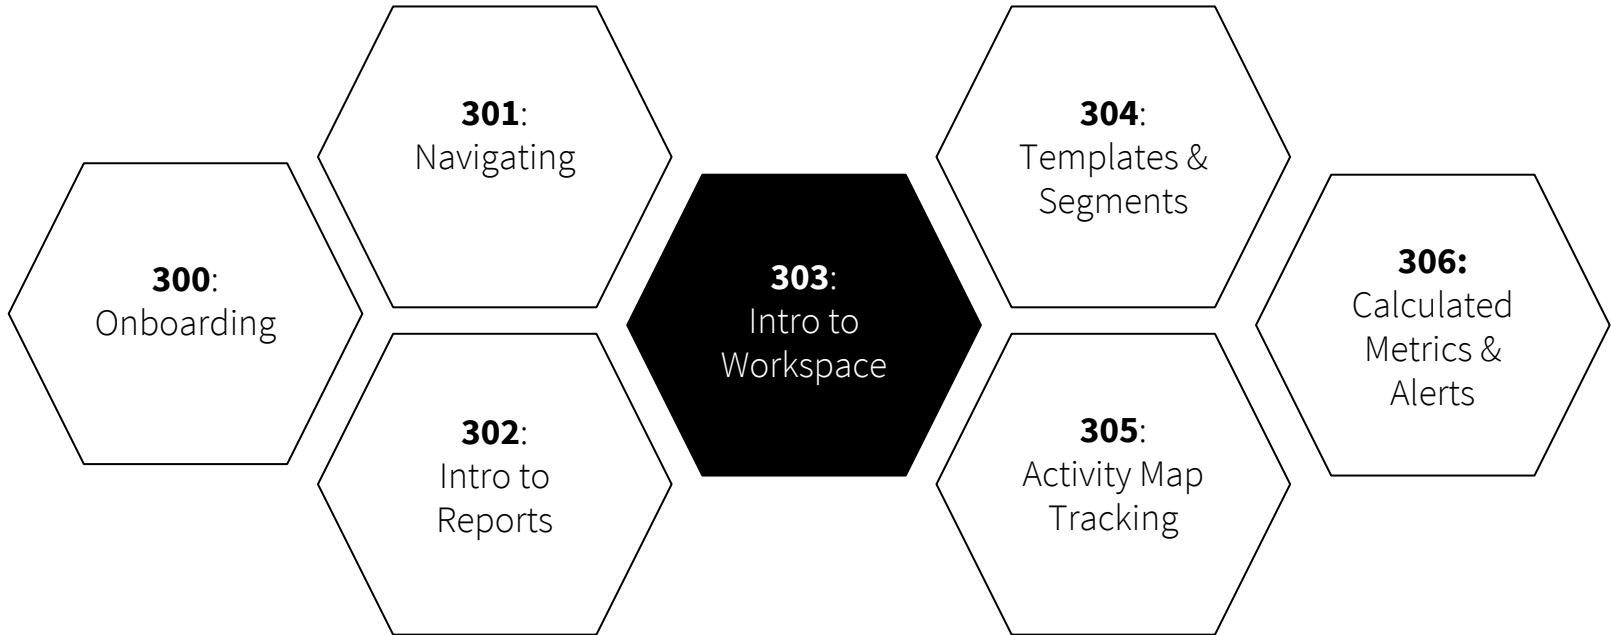 300:
Onboarding
301:
Navigating
302:
Intro to
Reports
303:
Intro to
Workspace
304:
Templates &
Segments
305:
Activity Map
Tracking
306:
Calculated
Metrics &
Alerts